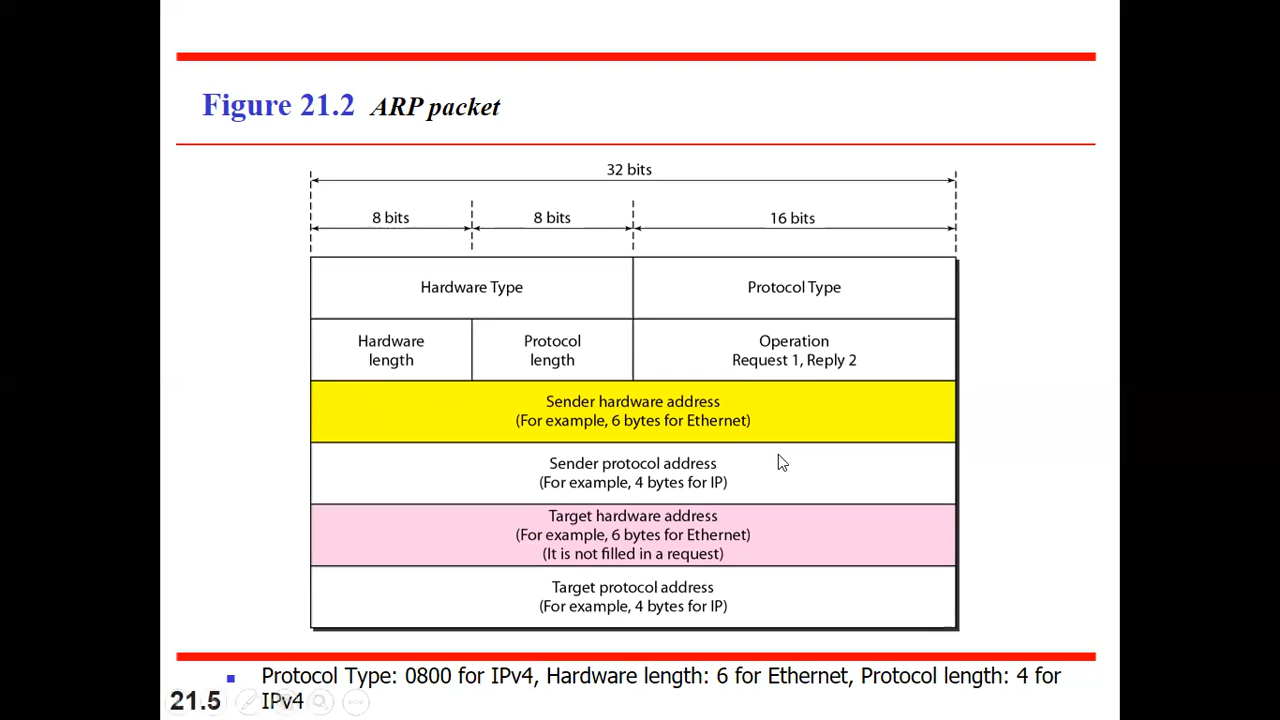 Figure 21.2 ARP packet
32 bits
8 bits
8 bits
16 bits
Hardware Type
Protocol Type
Hardware
length
Protocol
length
Operation
Request 1, Reply 2
Sender hardware address
(For example, 6 bytes for Ethernet)
Sender protocol address
(For example, 4 bytes for IP)
Target hardware address
(For example, 6 bytes for Ethernet)
(It is not filled in a request)
Target protocol address
(For example, 4 bytes for IP)
Protocol Type: 0800 for IPv4, Hardware length: 6 for Ethernet, Protocol length: 4 for
IPv4
21.5